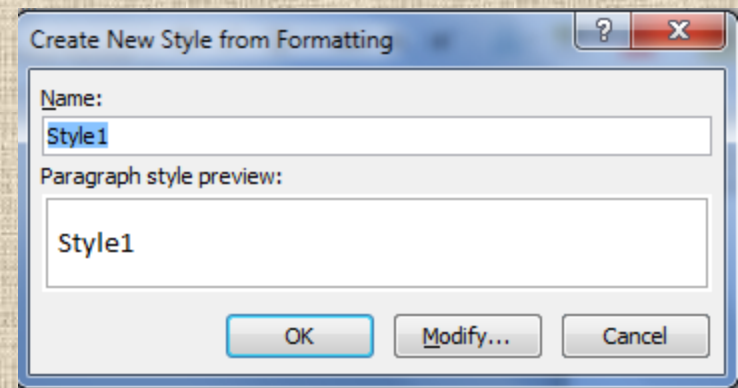 Create New Style from Formatting
?
X
Name:
Style1
Paragraph style preview:
Style1
OK Modify... Cancel